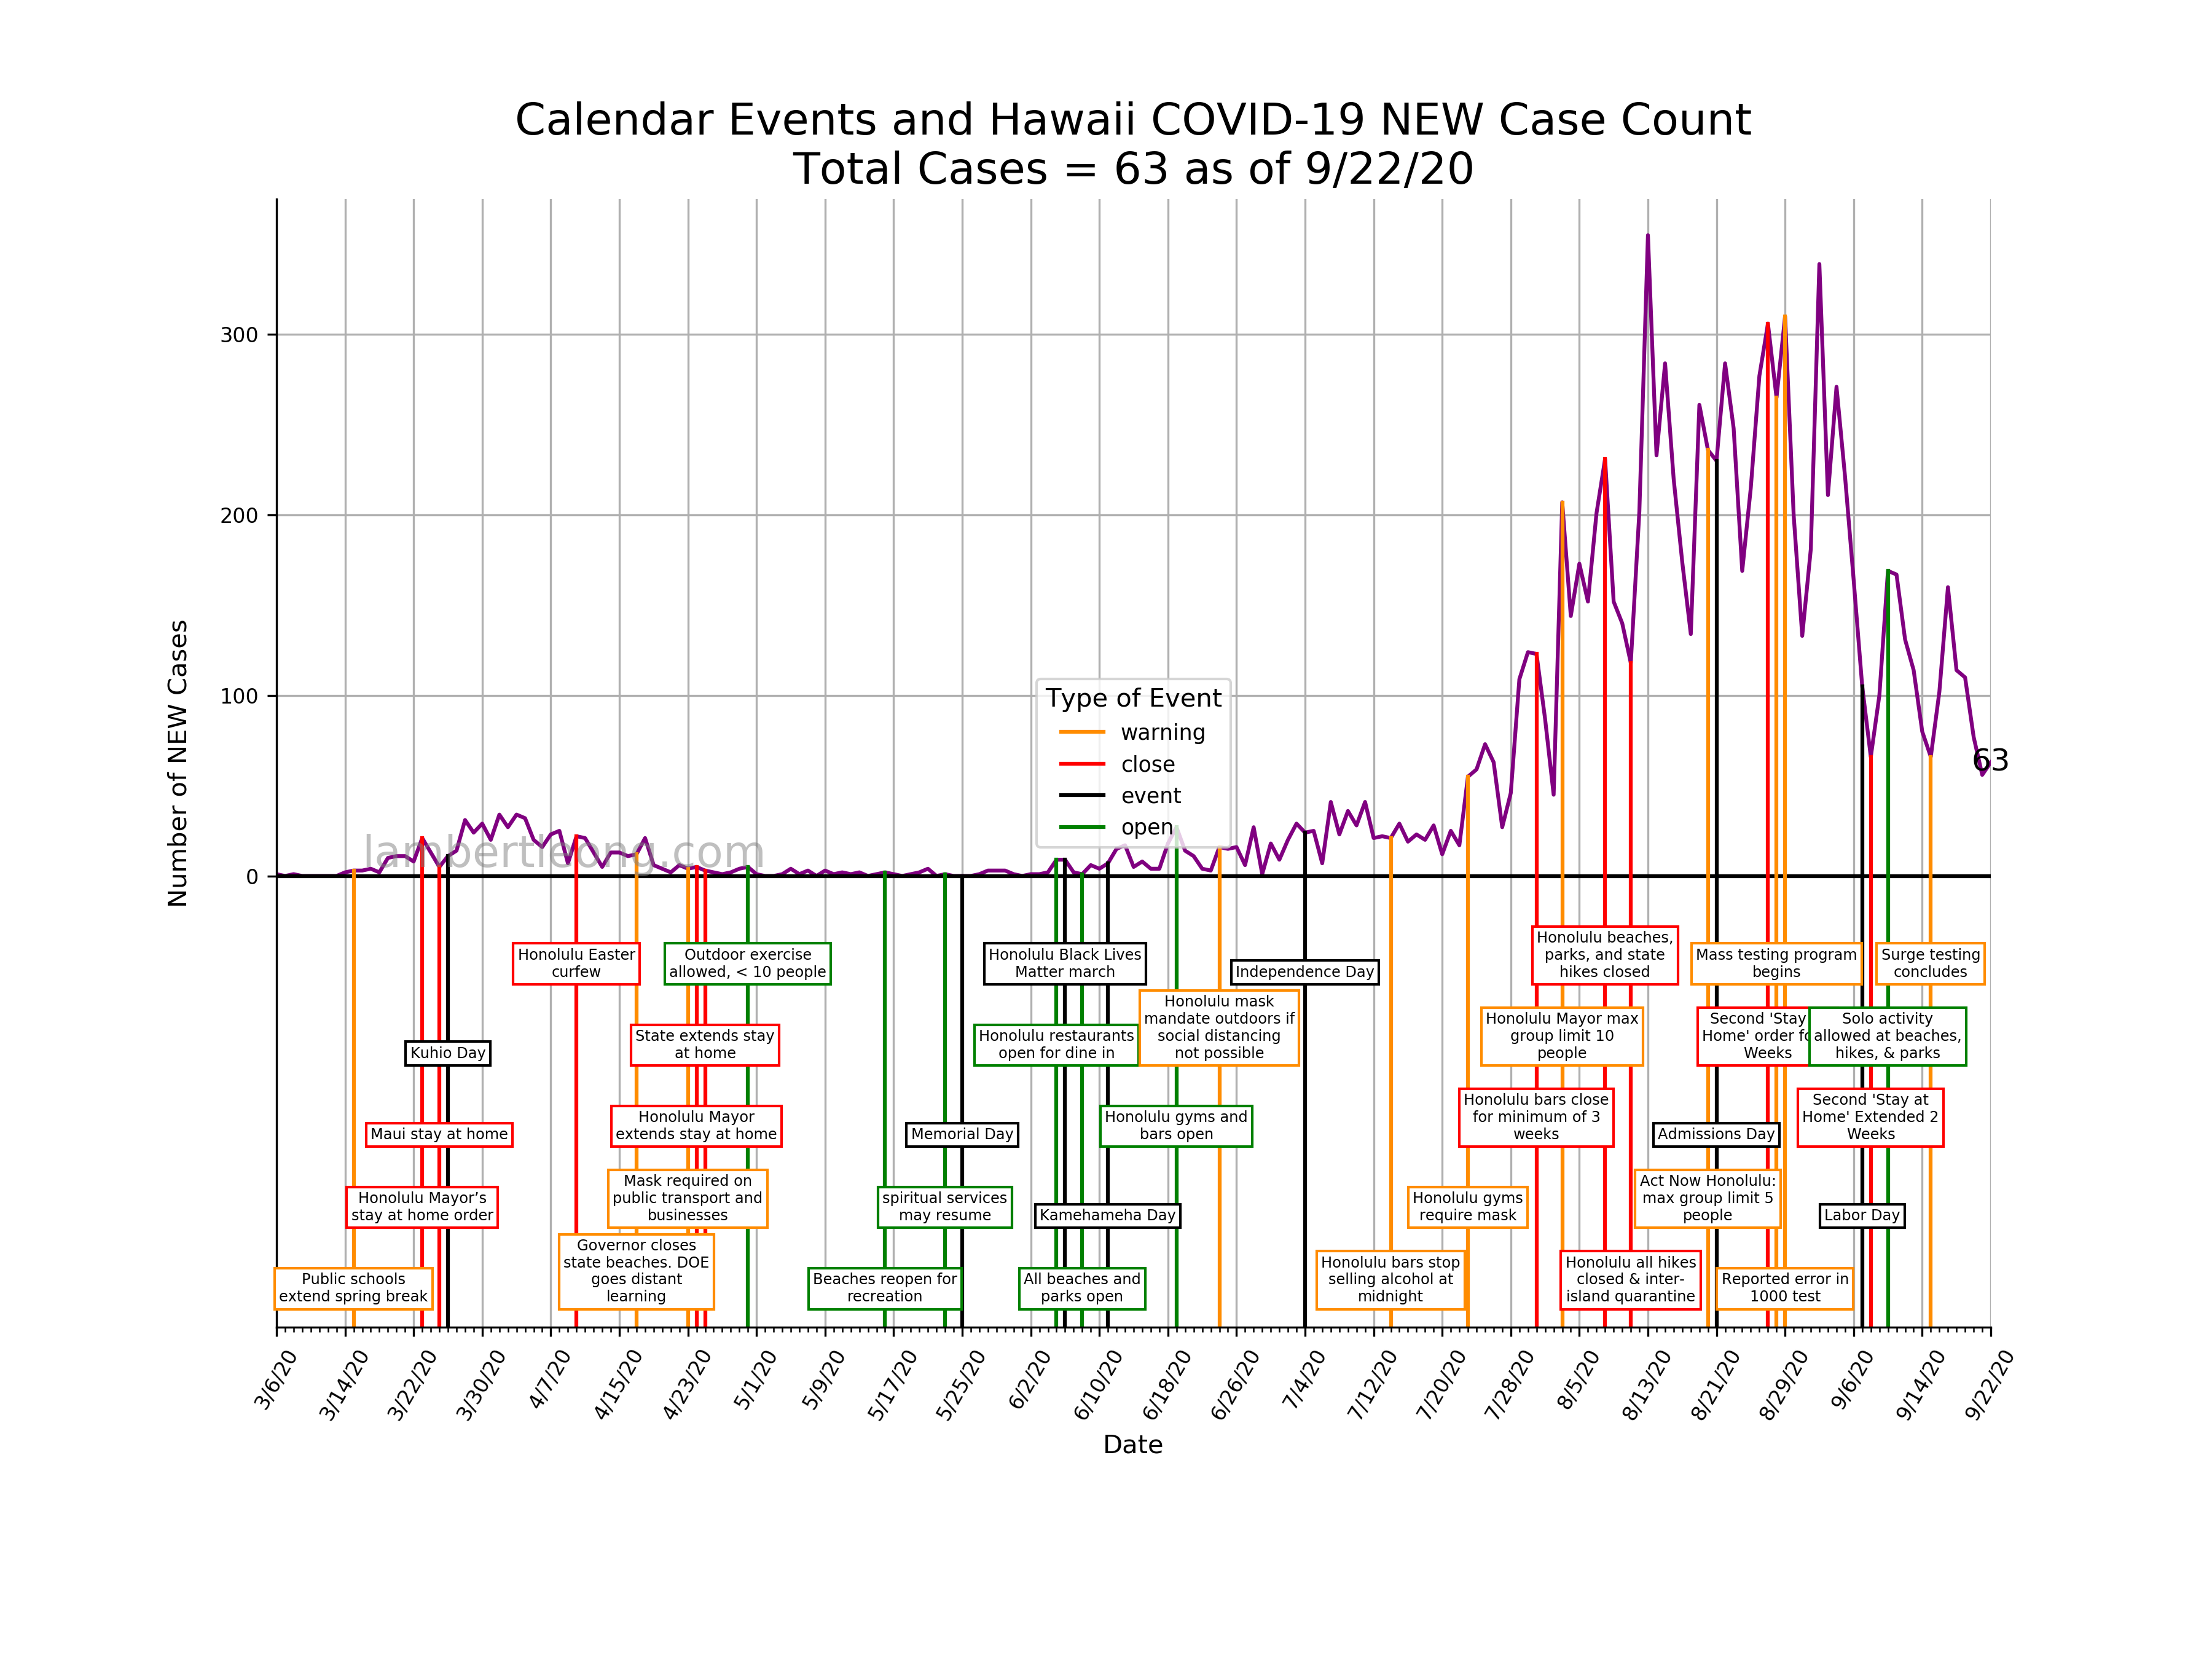 Calendar Events and Hawaii COVID-19 NEW Case Count
Total Cases = 63 as of 9/22/20
Number of NEW Cases
300
200
100
0
Type of Event
warning
close
event
open
63
lambertleong.com
Honolulu Easter
curfew
Outdoor exercise
allowed, < 10 people
Honolulu Black Lives
Matter march
Independence Day
Honolulu beaches,
parks, and state
hikes closed
Mass testing program
begins
Surge testing
concludes
Kuhio Day
State extends stay
at home
Honolulu restaurants
open for dine in
Honolulu mask
mandate outdoors if
social distancing
not possible
Honolulu Mayor max
group limit 10
people
Second 'Stay
Home' order
Weeks
Solo activity
allowed at beaches,
hikes, & parks
Maui stay at home
Honolulu Mayor
extends stay at home
Memorial Day
Honolulu gyms and
bars open
Honolulu bars close
for minimum of 3
weeks
Admissions Day
Second 'Stay at
Home' Extended 2
Weeks
Honolulu Mayor’s
stay at home order
Mask required on
public transport and
businesses
spiritual services
may resume
Kamehameha Day
Honolulu gyms
require mask
Act Now Honolulu:
max group limit 5
people
Labor Day
Public schools
extend spring break
Governor closes
state beaches. DOE
goes distant
learning
Beaches reopen for
recreation
All beaches and
parks open
Honolulu bars stop
selling alcohol at
midnight
Honolulu all hikes
closed & inter-
island quarantine
Reported error in
1000 test
3/6/20
3/14/20
3/22/20
3/30/20
4/7/20
4/15/20
4/23/20
5/1/20
5/9/20
5/17/20
5/25/20
6/2/20
6/10/20
6/18/20
6/26/20
7/4/20
7/12/20
7/20/20
7/28/20
8/5/20
8/13/20
8/21/20
8/29/20
9/6/20
9/14/20
9/22/20
Date